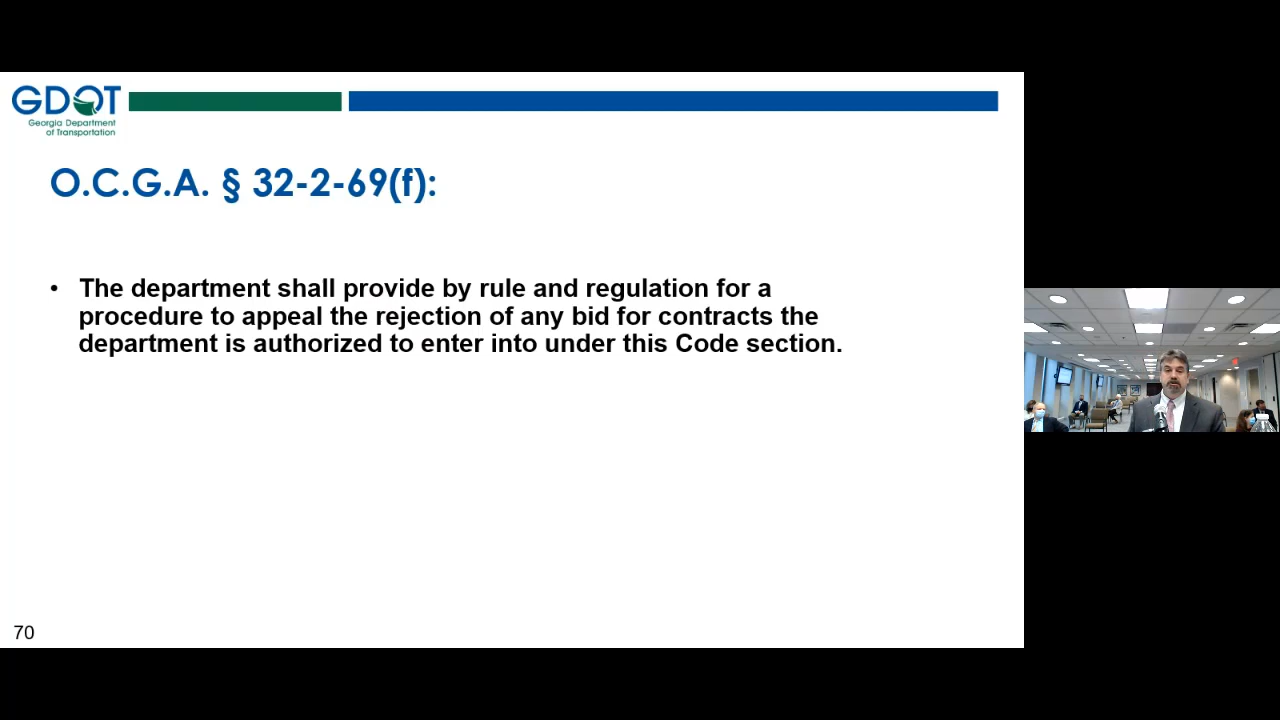 GDOT
Georgia Department
of Transportation
O.C.G.A. § 32-2-69(f):
• The department shall provide by rule and regulation for a
procedure to appeal the rejection of any bid for contracts the
department is authorized to enter into under this Code section.
70